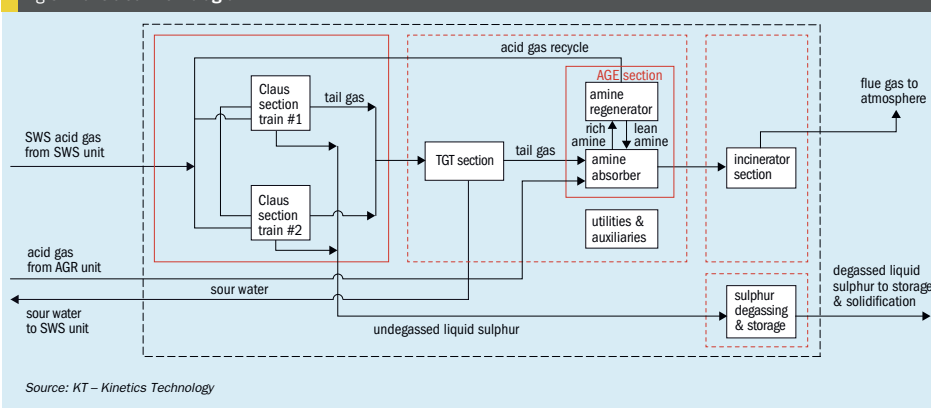 acid gas recycle
AGE section
Claus
section
train #1
tail gas
amine
regenerator
flue gas to
atmosphere
rich
amine
lean
amine
SWS acid gas
from SWS unit
TGT section
tail gas
amine
absorber
incinerator
section
Claus
section
train #2
utilities &
auxiliaries
acid gas
from AGR unit
sour water
sour water
to SWS unit
undegassed liquid sulphur
sulphur
degassing
& storage
degassed liquid
sulphur to storage
& solidification
Source: KT – Kinetics Technology